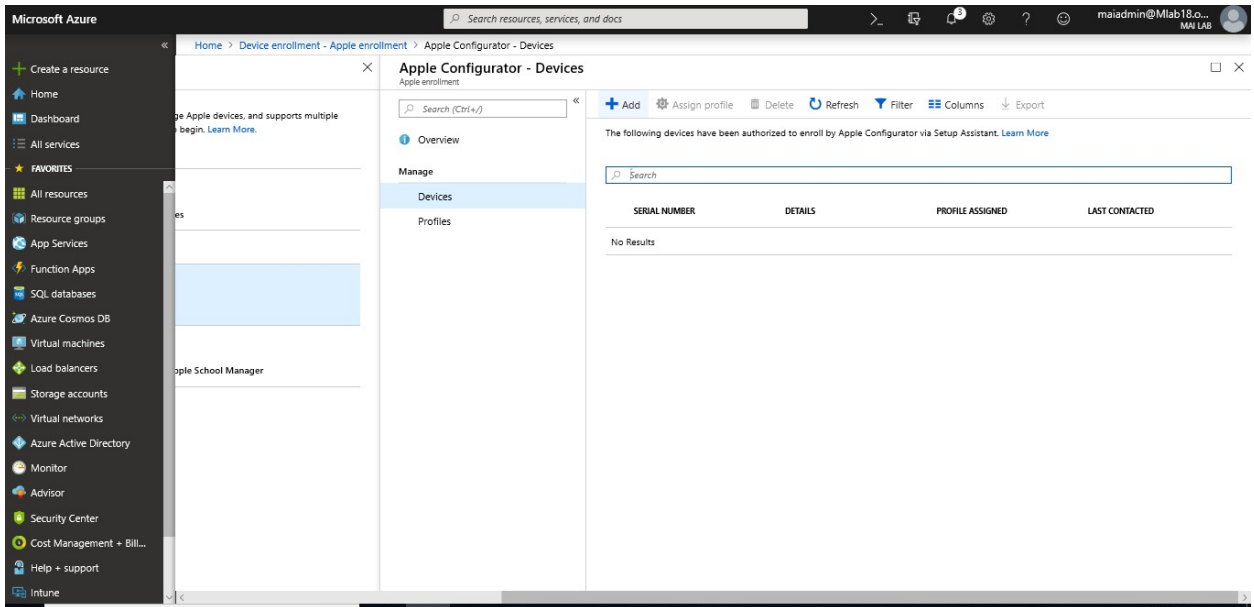 Microsoft Azure
Search resources, services, and docs
3
maiadmin@Mlab18.o...
MAI LAB
Home > Device enrollment - Apple enrollment > Apple Configurator - Devices
Create a resource
Home
Dashboard
All services
FAVORITES
All resources
Resource groups
App Services
Function Apps
SQL databases
Azure Cosmos DB
Virtual machines
Load balancers
Storage accounts
Virtual networks
Azure Active Directory
Monitor
Advisor
Security Center
Cost Management + Bill...
Help + support
Intune
ge Apple devices, and supports multiple
begin. Learn More.
es
pple School Manager
Apple Configurator - Devices
Apple enrollment
Search (Ctrl+/)
Overview
Manage
Devices
Profiles
Add Assign profile Delete Refresh Filter Columns Export
The following devices have been authorized to enroll by Apple Configurator via Setup Assistant. Learn More
Search
SERIAL NUMBER DETAILS PROFILE ASSIGNED LAST CONTACTED
No Results